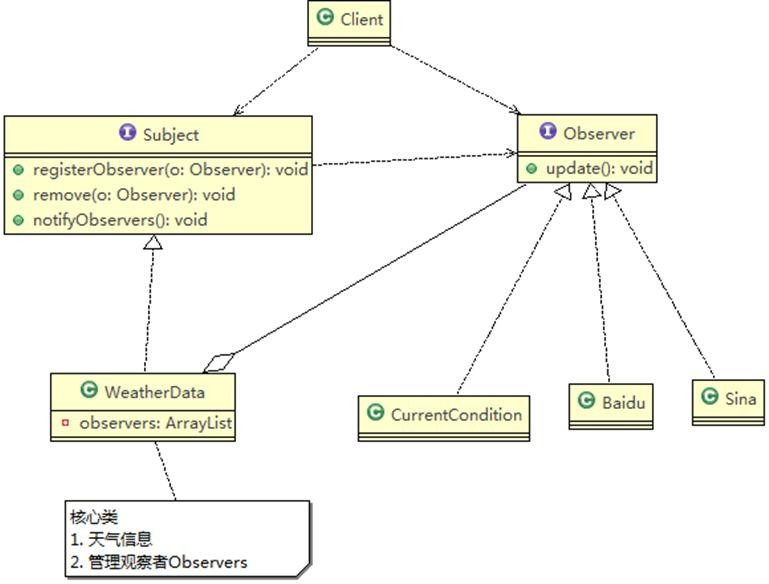 Client
Subject
registerObserver(o: Observer): void
remove(o: Observer): void
notifyObservers(): void
Observer
update(): void
WeatherData
observers: ArrayList
CurrentCondition
Baidu
Sina
核心类
1. 天气信息
2. 管理观察者Observers